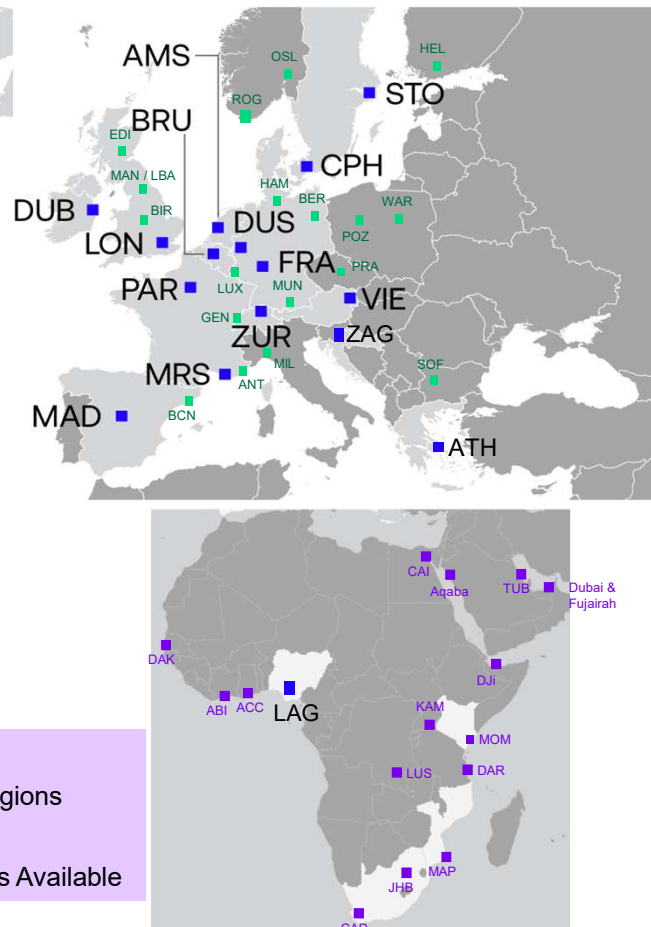 AMS
OSL
HEL
STO
ROG
BRU
EDI
CPH
MAN / LBA
HAM
BER
WAR
BIR
DUB
DUS
POZ
LON
FRA
PRA
LUX
MUN
PAR
VIE
GEN
ZUR
ZAG
MIL
SOF
MRS
ANT
MAD
BCN
ATH
CAI
Aqaba
TUB
Dubai &
Fujairah
DAK
DJi
ABI
ACC
LAG
KAM
MOM
LUS
DAR
gions
MAP
JHB
s Available